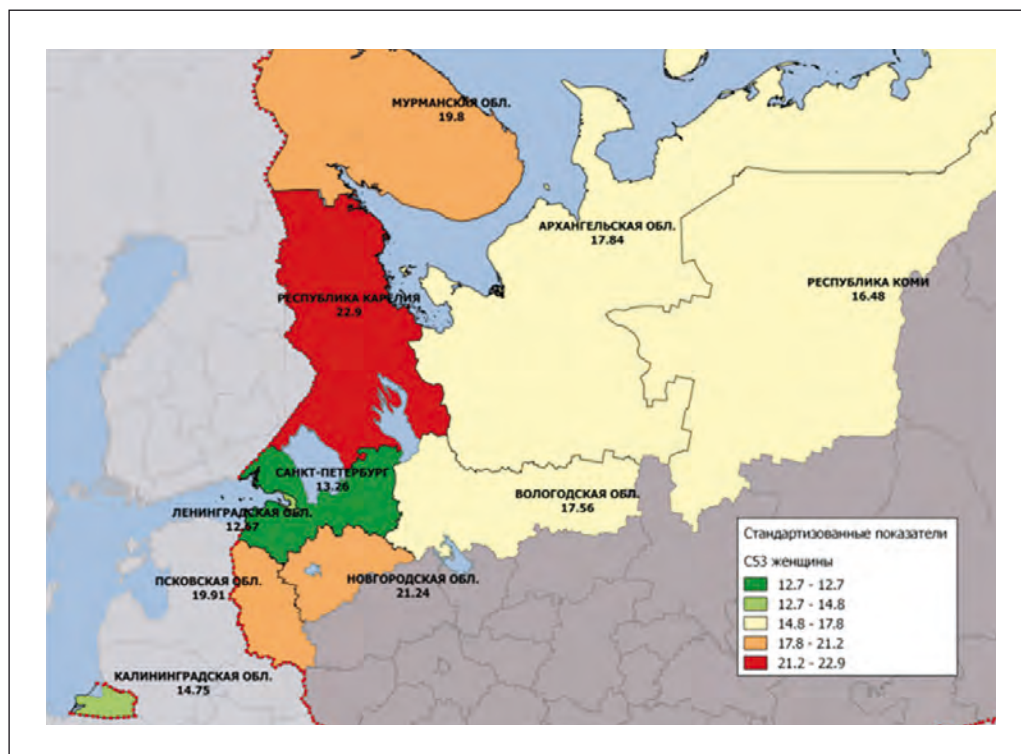 МУРМАНСКАЯ ОБЛ.
19.8
АРХАНГЕЛЬСКАЯ ОБЛ.
17.84
РЕСПУБЛИКА КОМИ
16.48
РЕСПУБЛИКА КАРЕЛИЯ
22.9
САНКТ-ПЕТЕРБУРГ
13.26
ВОЛОГОДСКАЯ ОБЛ.
17.56
ЛЕНИНГРАДСКАЯ ОБЛ.
12.67
ПСКОВСКАЯ ОБЛ.
19.91
НОВГОРОДСКАЯ ОБЛ.
21.24
КАЛИНИНГРАДСКАЯ ОБЛ.
14.75
Стандартизованные показатели
C53 женщины
12.7 - 12.7
12.7 - 14.8
14.8 - 17.8
17.8 - 21.2
21.2 - 22.9